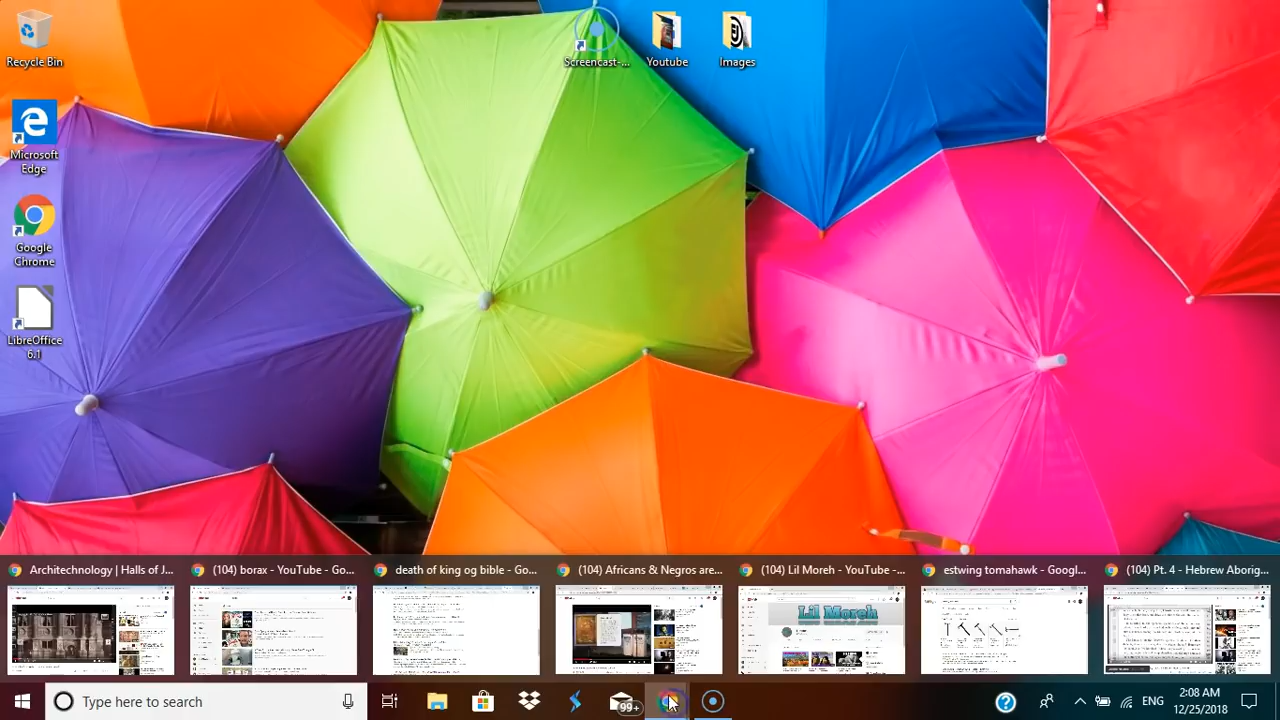 Recycle Bin
Screencast-...
Youtube
Images
Microsoft
Edge
Google
Chrome
LibreOffice
6.1
Architechnology | Halls of J...
(104) borax - YouTube - Go...
death of king og bible - Go...
(104) Africans & Negros are...
(104) Lil Moreh - YouTube -...
estwing tomahawk - Googl...
(104) Pt. 4 - Hebrew Aborig...
Lil Moreh
Type here to search
99+
ENG
2:08 AM
12/25/2018